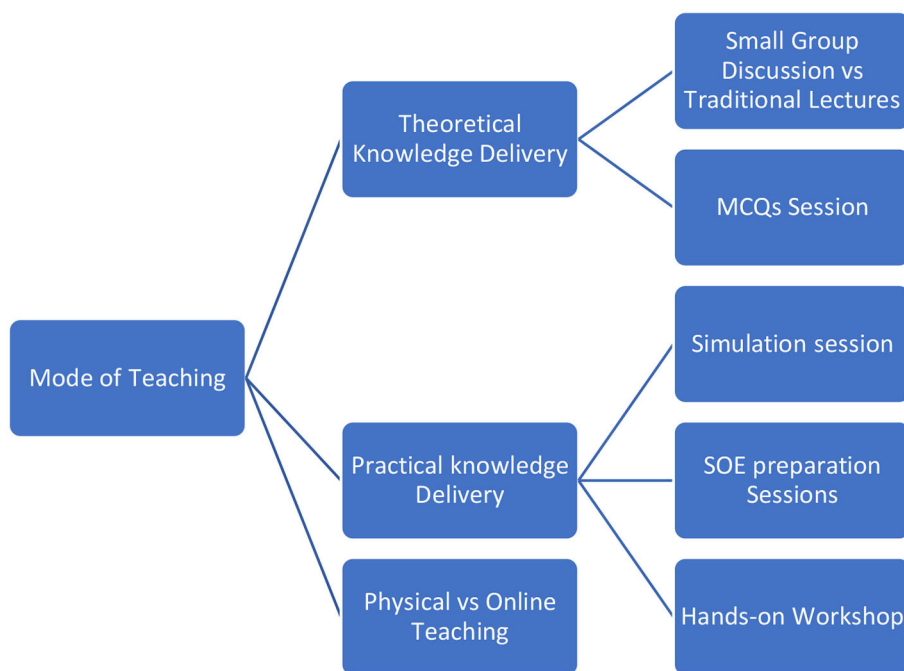 Mode of Teaching
Theoretical
Knowledge Delivery
Small Group
Discussion vs
Traditional Lectures
MCQs Session
Practical knowledge
Delivery
Simulation session
SOE preparation
Sessions
Hands-on Workshop
Physical vs Online
Teaching